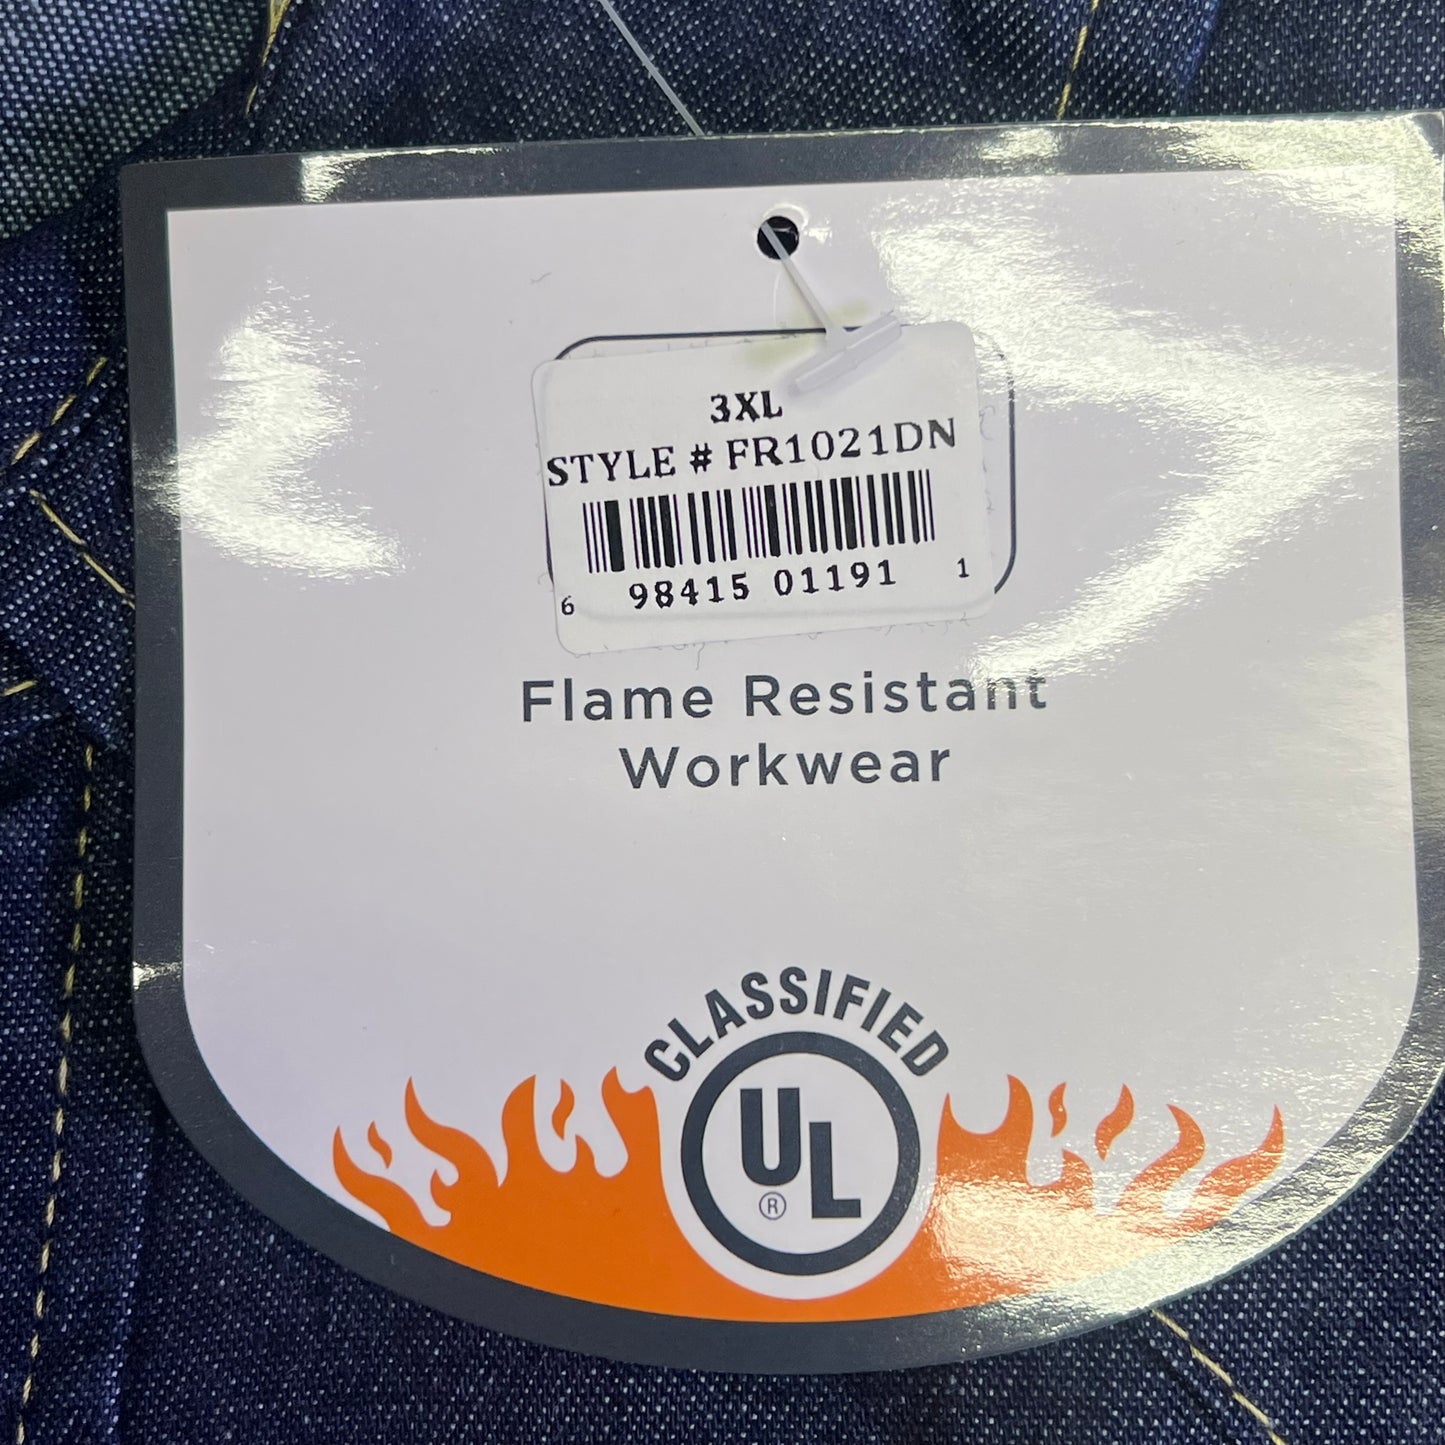 3XL
STYLE # FR1021DN
6 98415 01191 1
Flame Resistant
Workwear
CLASSIFIED
UL
®